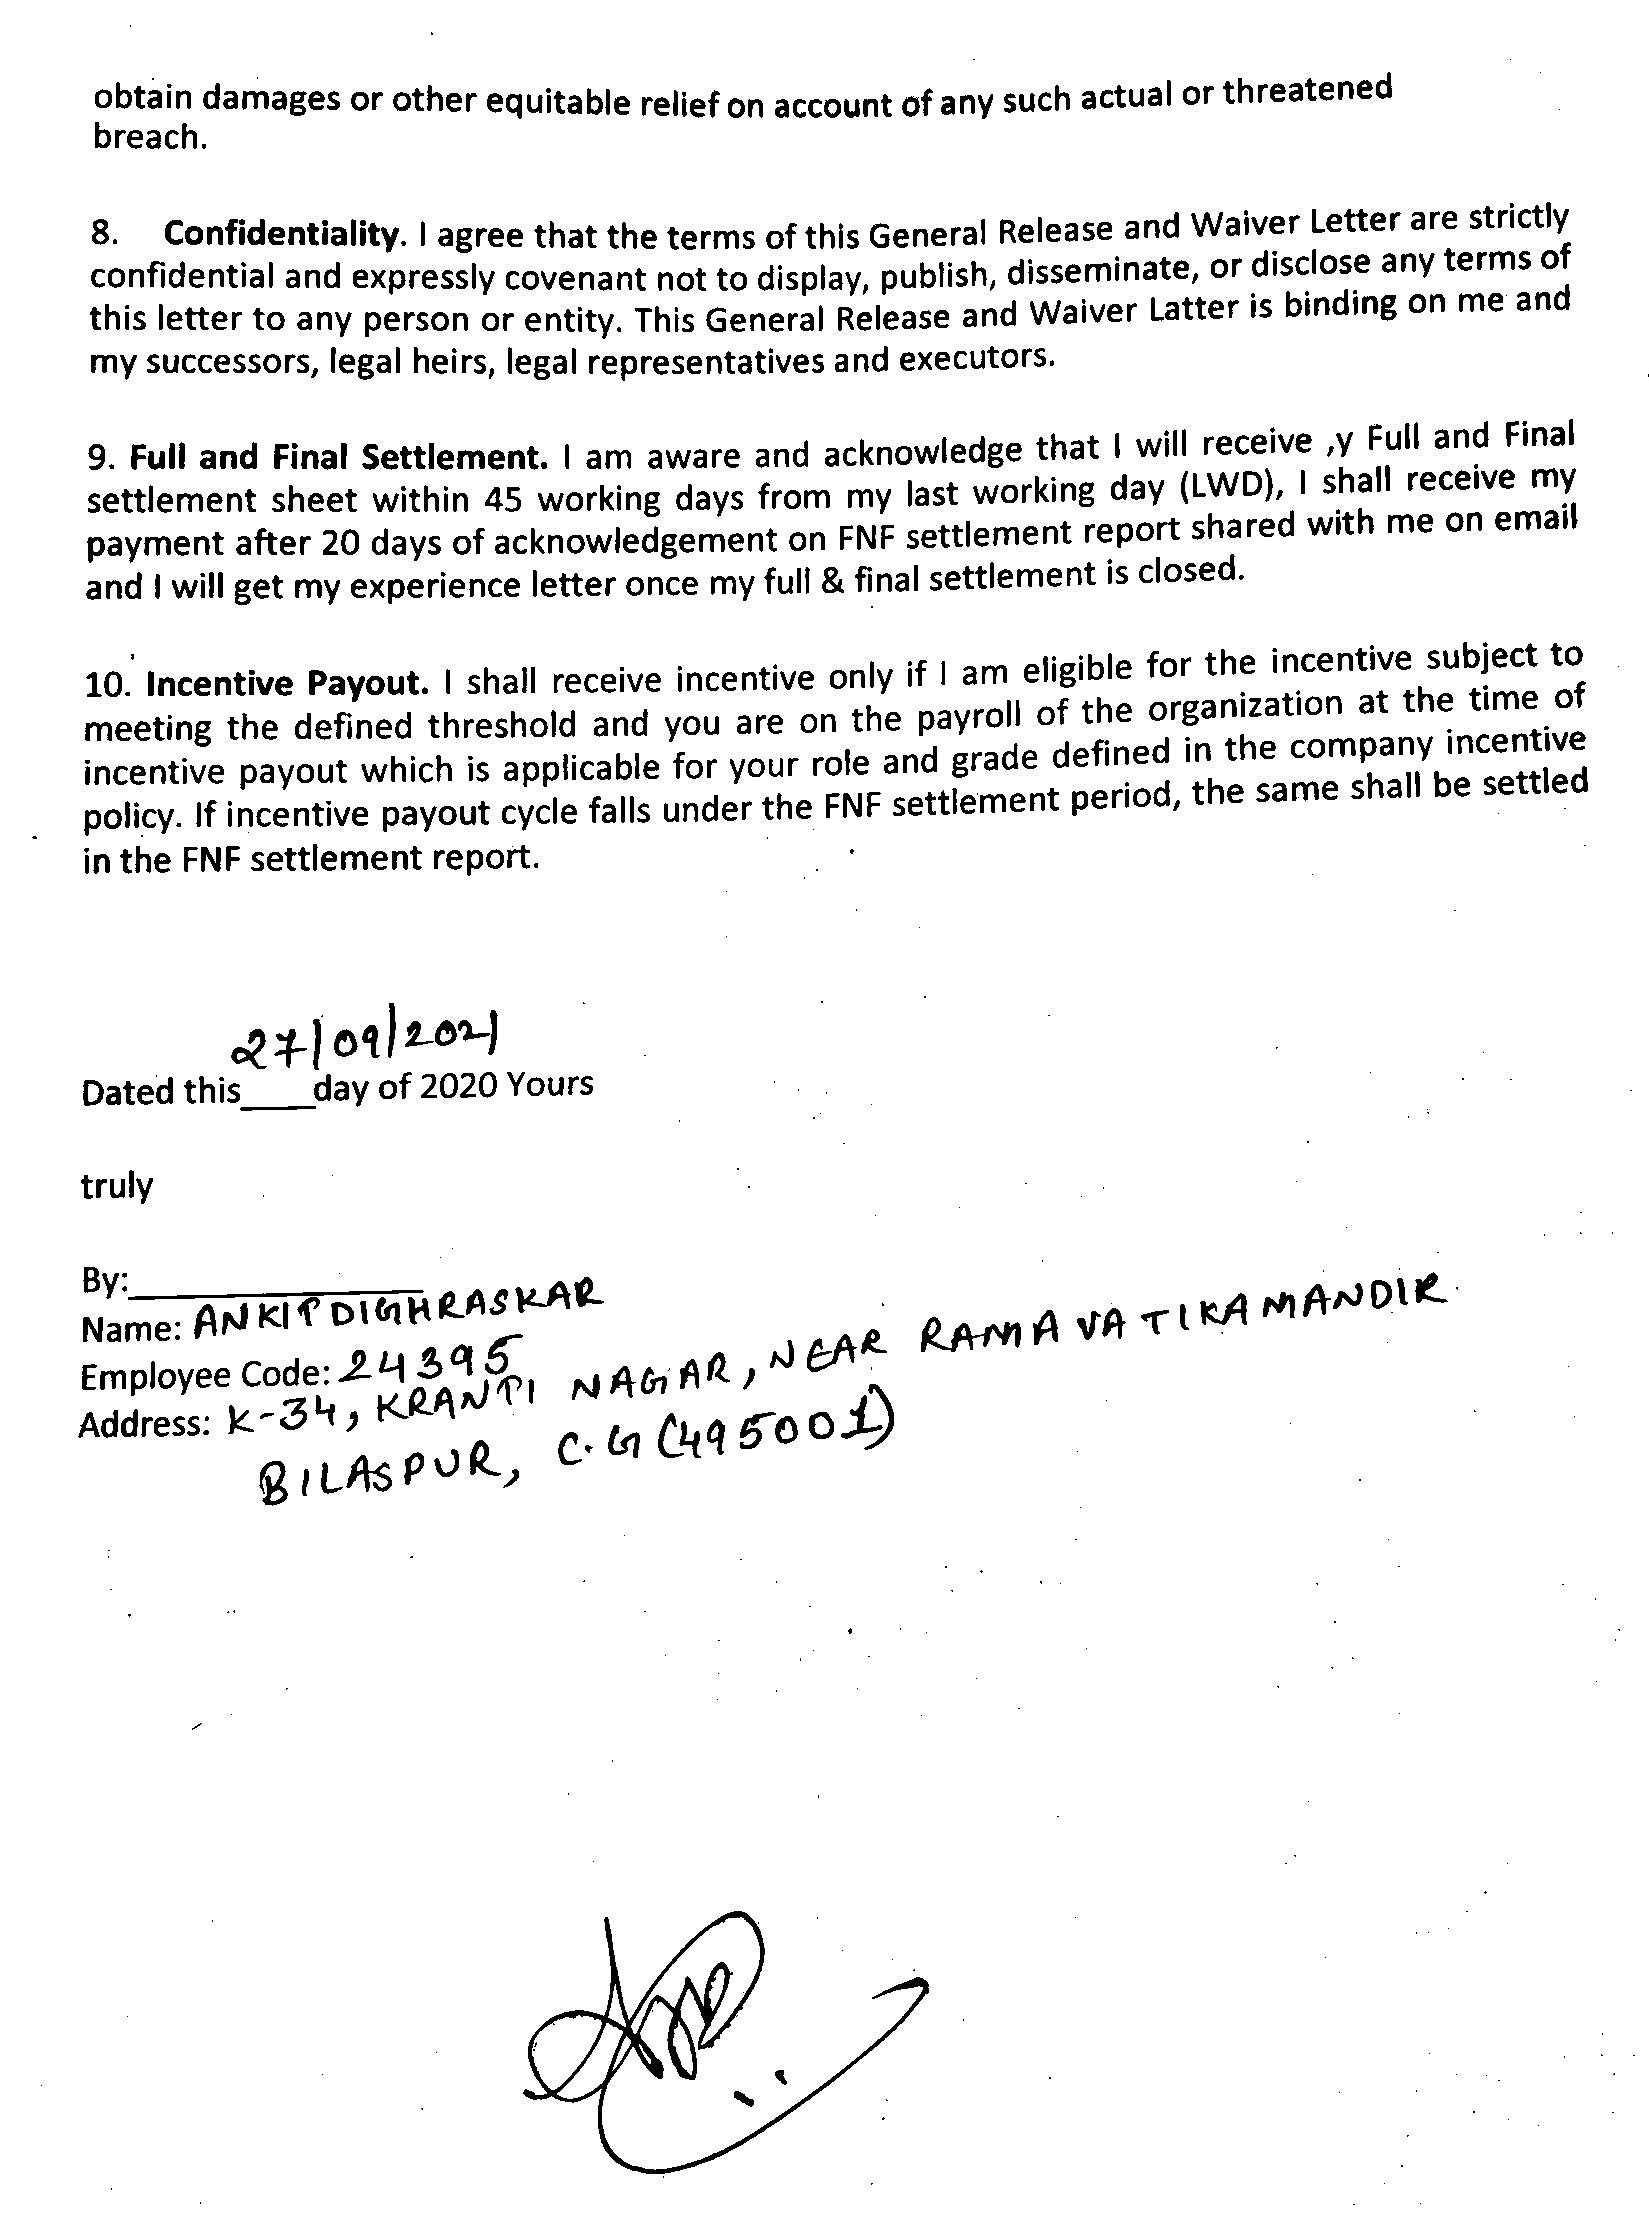 obtain damages or other equitable relief on account of any such actual or threatened
breach.
8. Confidentiality. I agree that the terms of this General Release and Waiver Letter are strictly
confidential and expressly covenant not to display, publish, disseminate, or disclose any terms of
this letter to any person or entity. This General Release and Waiver Latter is binding on me and
my successors, legal heirs, legal representatives and executors.
9. Full and Final Settlement. I am aware and acknowledge that I will receive ,y Full and Final
settlement sheet within 45 working days from my last working day (LWD), I shall receive my
payment after 20 days of acknowledgement on FNF settlement report shared with me on email
and I will get my experience letter once my full & final settlement is closed.
10. Incentive Payout. I shall receive incentive only if I am eligible for the incentive subject to
meeting the defined threshold and you are on the payroll of the organization at the time of
incentive payout which is applicable for your role and grade defined in the company incentive
policy. If incentive payout cycle falls under the FNF settlement period, the same shall be settled
in the FNF settlement report.
27/09/2021
Dated this____day of 2020 Yours
truly
By:________________
Name: ANKIT DIGHRASKAR
Employee Code: 24395
Address: K-34, KRANTI NAGAR, NEAR RAMA VATIKA MANDIR
BILASPUR, C.G (495001)